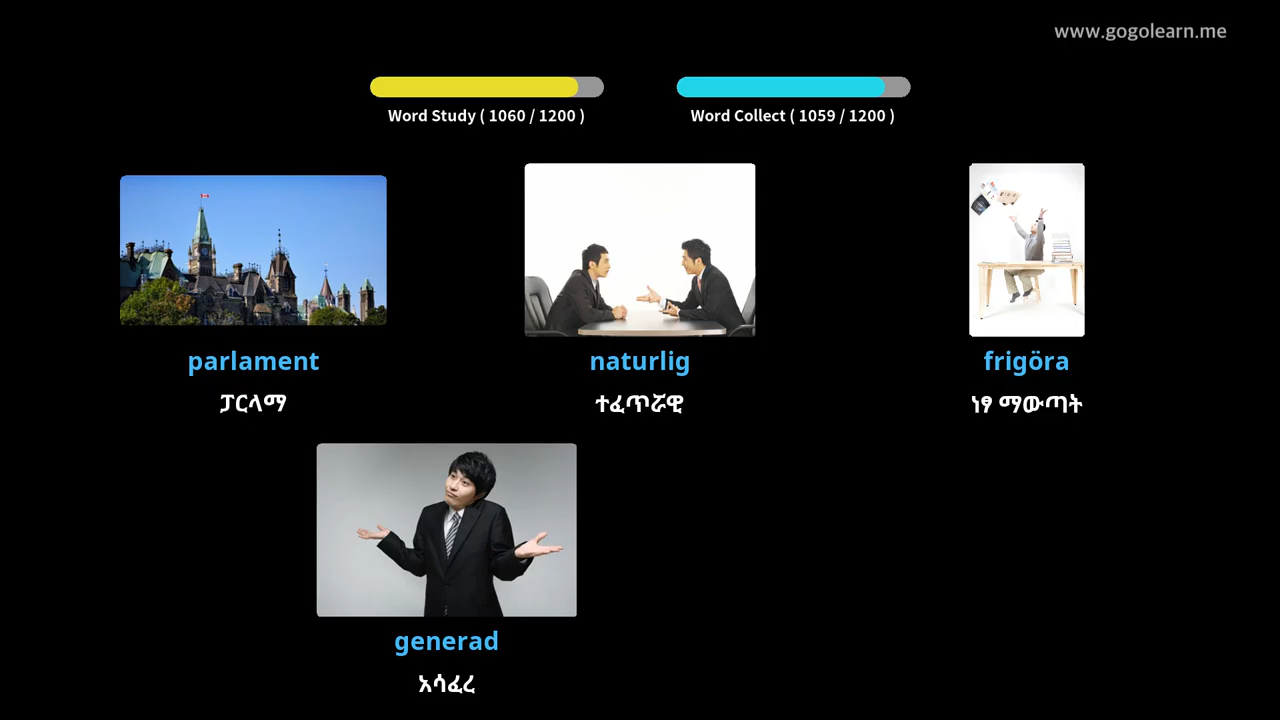 www.gogolearn.me
Word Study ( 1060 / 1200 )
Word Collect ( 1059 / 1200 )
parlament
naturlig
frigöra
ፓርላማ
ተፈጥሯዊ
ነፃ ማውጣት
generad
አሳፈረ